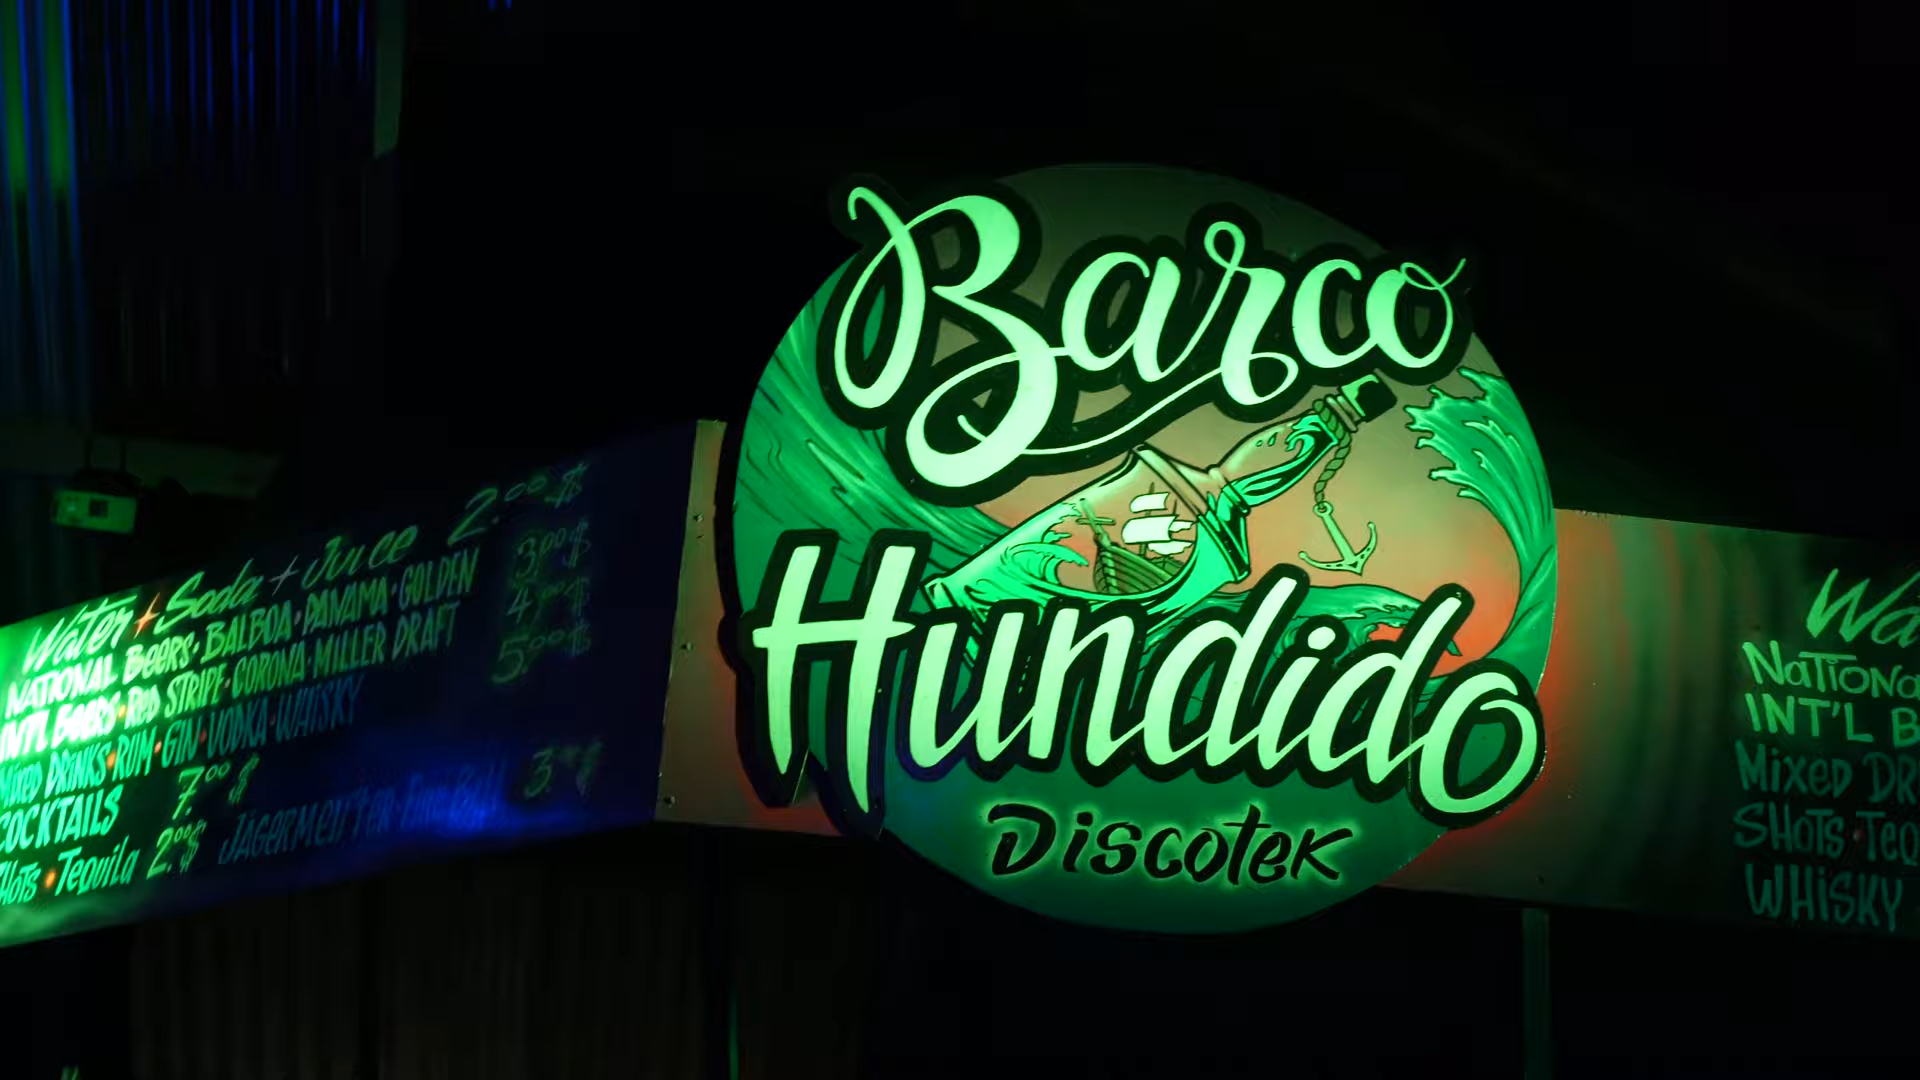 Barco
Hundido
Discotek
Water + Soda + Juice 2.00$
NATIONAL BEERS · BALBOA · PANAMA · GOLDEN 3.00$
INT'L BEERS · RED STRIPE · CORONA · MILLER DRAFT 4.00$
MIXED DRINKS · RUM · GIN · VODKA · WHISKY 5.00$
COCKTAILS 7.00$
SHOTS · Tequila 2.00$ JAGERMEISTER 3.00$
Wa
NATIONA
INT'L B
MIXED DR
SHOTS · Teq
WHISKY